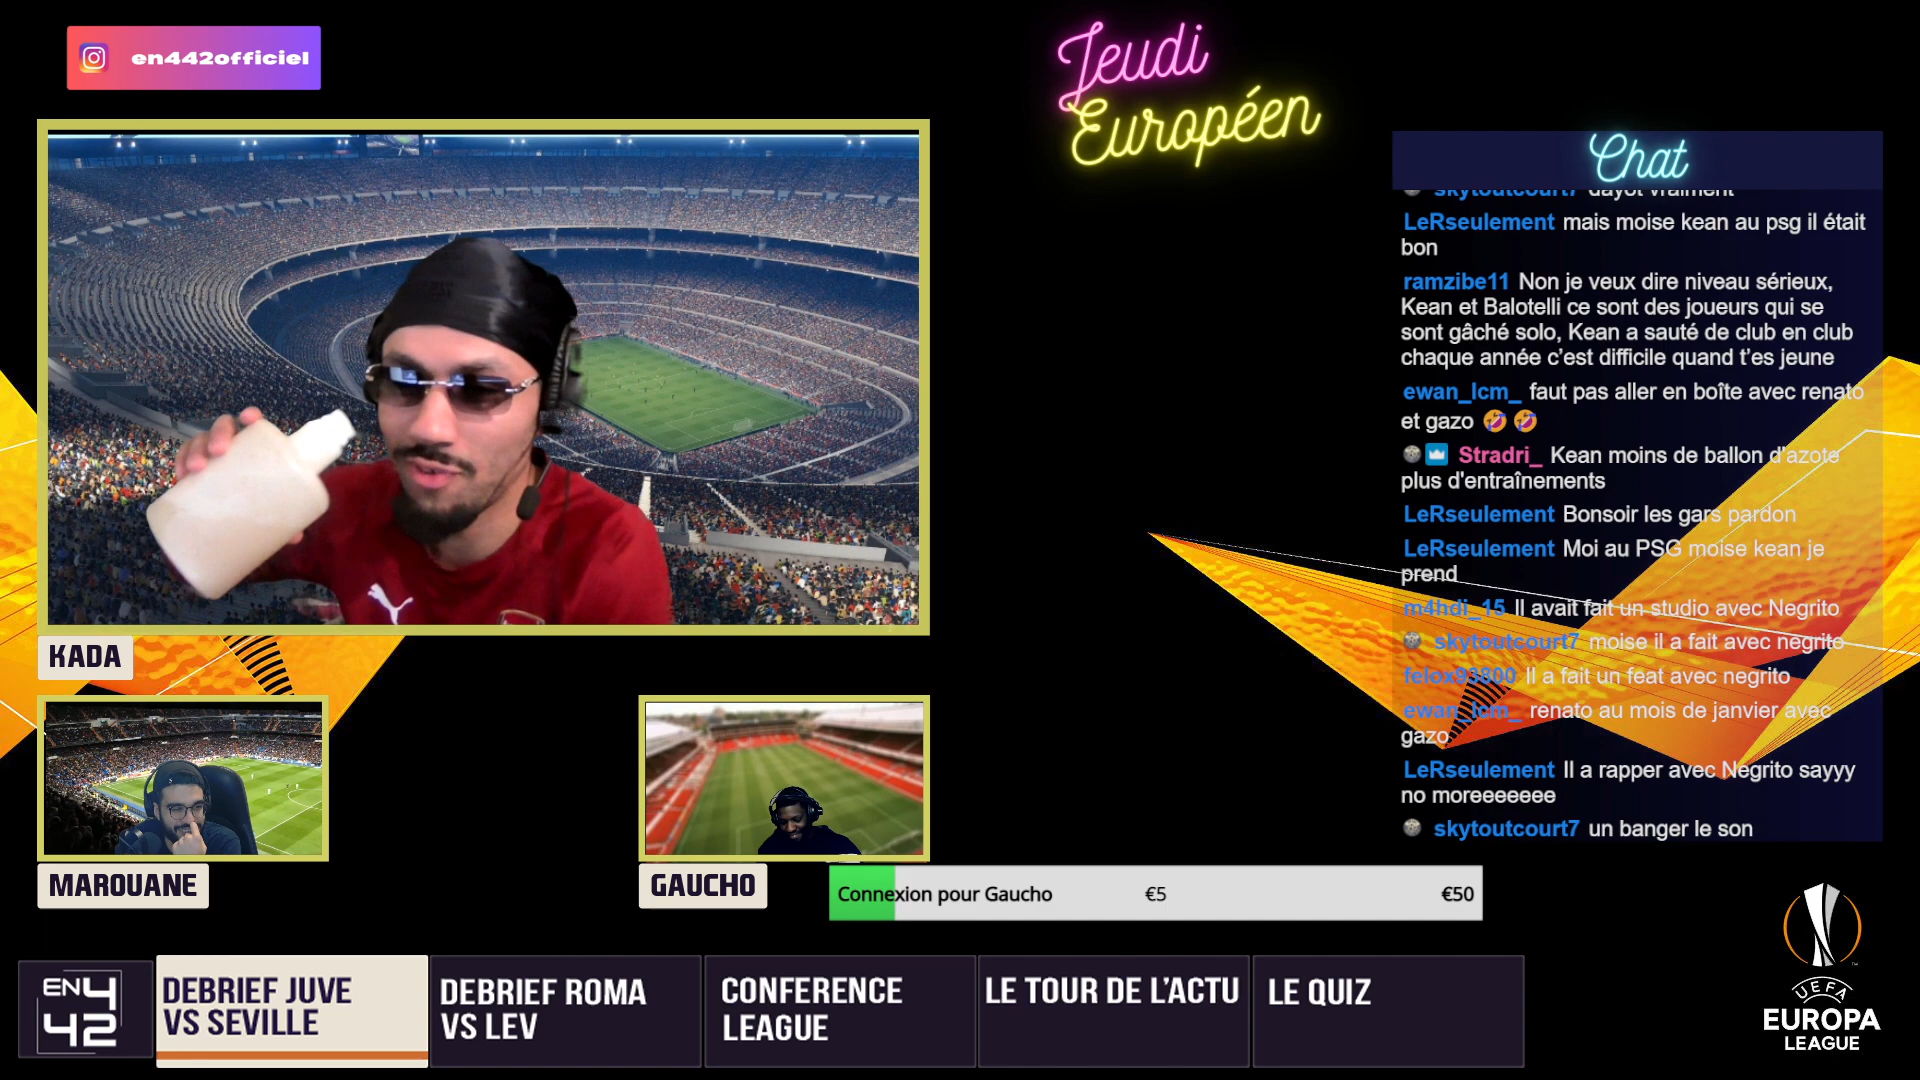 en442officiel
Jeudi
Européen
Chat
skytoutcourt7 dayot vraiment
LeRseulement mais moise kean au psg il était
bon
ramzibe11 Non je veux dire niveau sérieux,
Kean et Balotelli ce sont des joueurs qui se
sont gâché solo, Kean a sauté de club en club
chaque année c'est difficile quand t'es jeune
ewan_lcm_ faut pas aller en boîte avec renato
et gazo 🤣 🤣
Stradri_ Kean moins de ballon d'azote
plus d'entraînements
LeRseulement Bonsoir les gars pardon
LeRseulement Moi au PSG moise kean je
prend
m4hdi_15 Il avait fait un studio avec Negrito
skytoutcourt7 moise il a fait avec negrito
felox93800 Il a fait un feat avec negrito
ewan_lcm_ renato au mois de janvier avec
gazo
LeRseulement Il a rapper avec Negrito sayyy
no moreeeeeee
skytoutcourt7 un banger le son
KADA
MAROUANE
GAUCHO
Connexion pour Gaucho €5 €50
EN4
42
DEBRIEF JUVE
VS SEVILLE
DEBRIEF ROMA
VS LEV
CONFERENCE
LEAGUE
LE TOUR DE L'ACTU
LE QUIZ
UEFA
EUROPA
LEAGUE